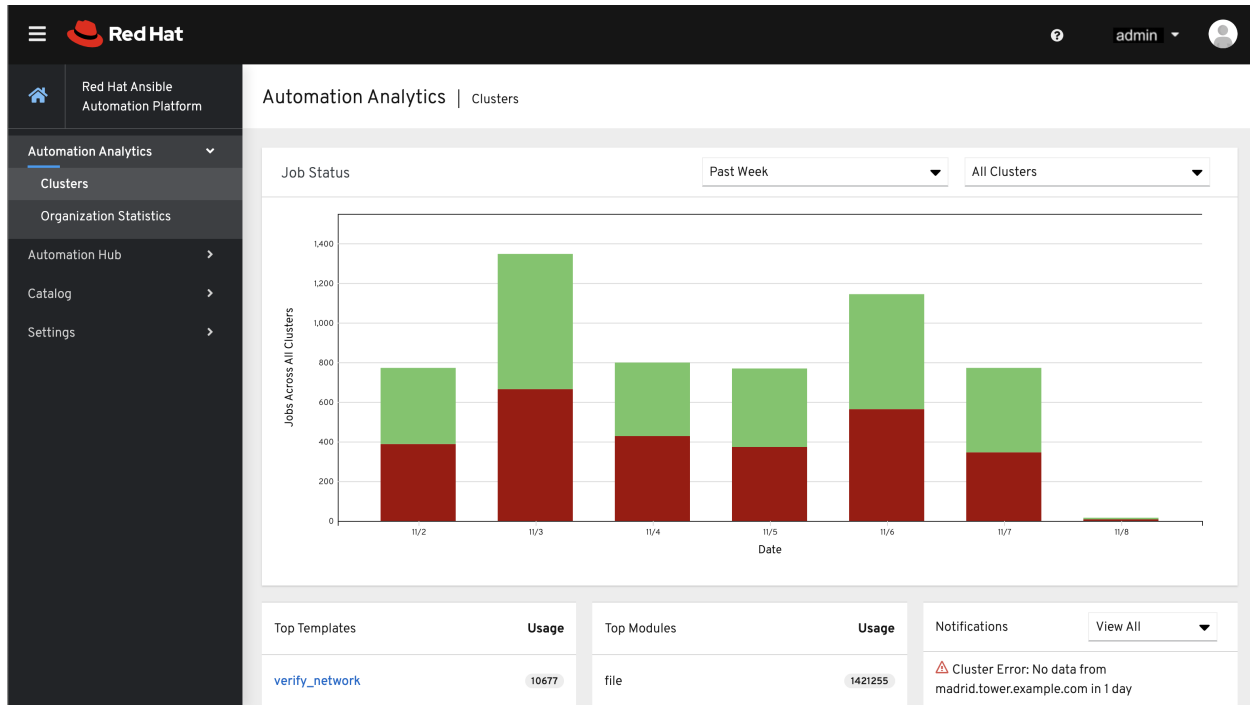 Red Hat
admin
Red Hat Ansible
Automation Platform
Automation Analytics
Clusters
Organization Statistics
Automation Hub
Catalog
Settings
Automation Analytics | Clusters
Job Status
Past Week
All Clusters
Jobs Across All Clusters
1,400
1,200
1,000
800
600
400
200
0
11/2 11/3 11/4 11/5 11/6 11/7 11/8
Date
Top Templates Usage
verify_network 10677
Top Modules Usage
file 1421255
Notifications View All
Cluster Error: No data from
madrid.tower.example.com in 1 day